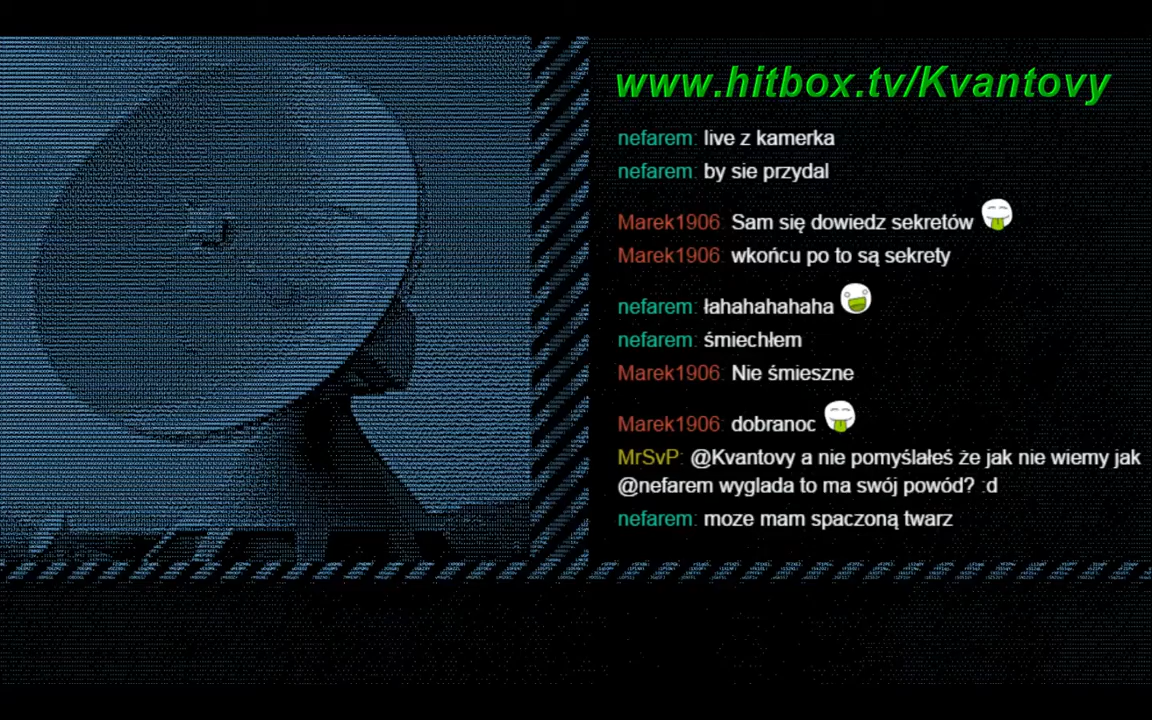 www.hitbox.tv/Kvantovy
nefarem: live z kamerka
nefarem: by sie przydal
Marek1906: Sam się dowiedz sekretów
Marek1906: wkońcu po to są sekrety
nefarem: łahahahahaha
nefarem: śmiechłem
Marek1906: Nie śmieszne
Marek1906: dobranoc
MrSvP: @Kvantovy a nie pomyślałeś że jak nie wiemy jak
@nefarem wyglada to ma swój powód? :d
nefarem: moze mam spaczoną twarz